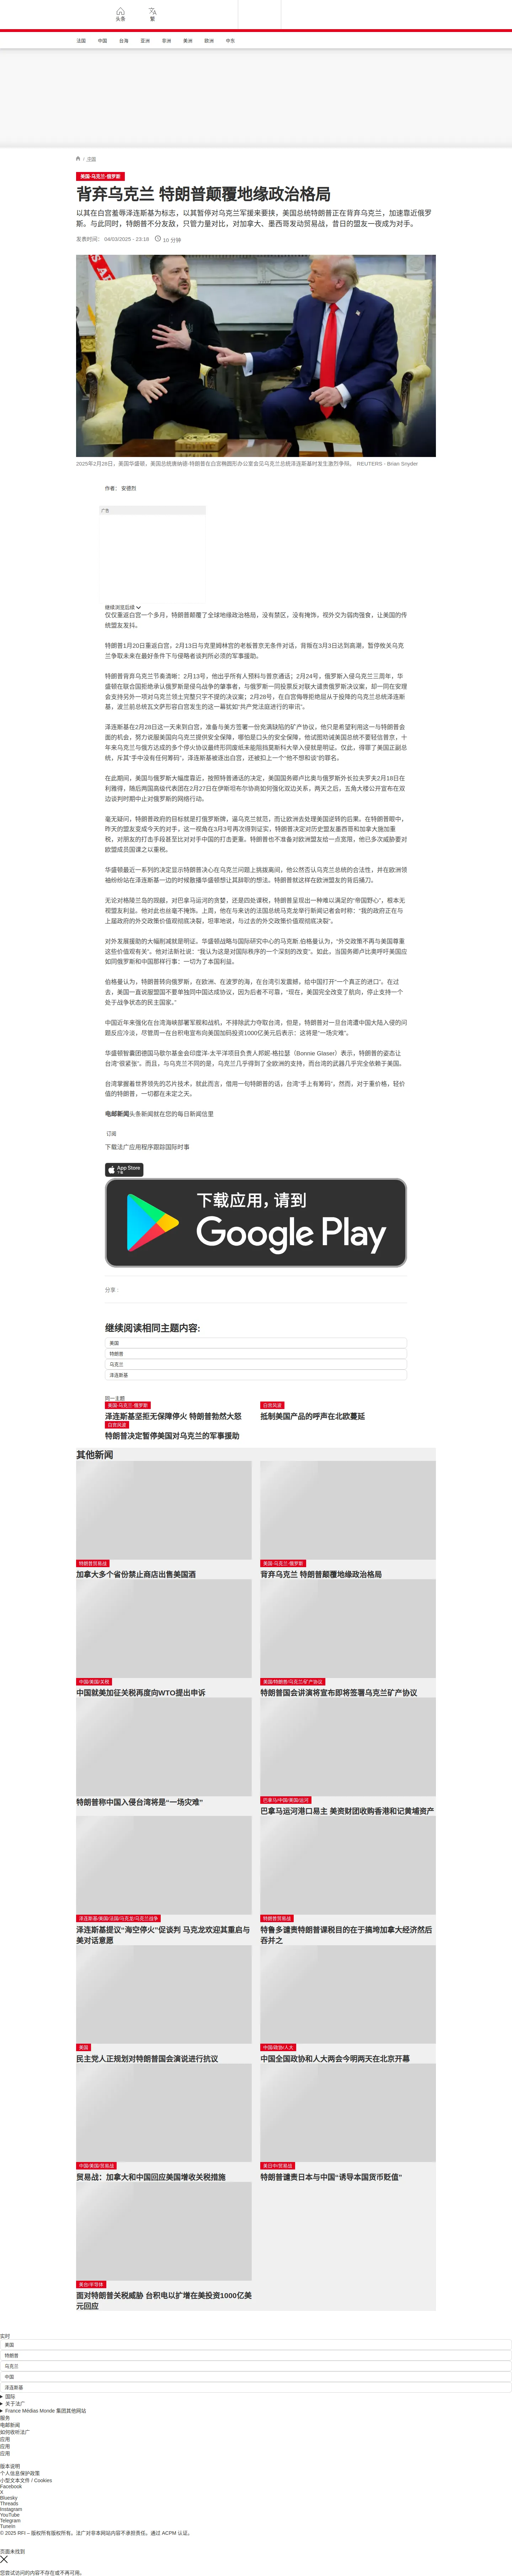 头条
繁
法国
中国
台海
亚洲
非洲
美洲
欧洲
中东
/ 美国
美国-乌克兰-俄罗斯
背弃乌克兰 特朗普颠覆地缘政治格局
以其在白宫羞辱泽连斯基为标志，以其暂停对乌克兰军援来要挟，美国总统特朗普正在背弃乌克兰，加速靠近俄罗斯。与此同时，特朗普不分友敌，只管力量对比，对加拿大、墨西哥发动贸易战，昔日的盟友一夜成为对手。
发表时间： 04/03/2025 - 23:18 10 分钟
2025年2月28日，美国华盛顿，美国总统唐纳德·特朗普在白宫椭圆形办公室会见乌克兰总统泽连斯基时发生激烈争辩。 REUTERS - Brian Snyder
作者： 安德烈
广告
继续浏览后续
仅仅重返白宫一个多月，特朗普颠覆了全球地缘政治格局，没有禁区，没有掩饰，视外交为弱肉强食，让美国的传统盟友发抖。
特朗普1月20日重返白宫，2月13日与克里姆林宫的老板普京无条件对话，背叛在3月3日达到高潮，暂停攸关乌克兰争取未来在最好条件下与侵略者谈判所必须的军事援助。
特朗普背弃乌克兰节奏清晰：2月13号，他出乎所有人预料与普京通话；2月24号，俄罗斯入侵乌克兰三周年，华盛顿在联合国拒绝承认俄罗斯是侵乌战争的肇事者，与俄罗斯一同投票反对联大谴责俄罗斯决议案，却一同在安理会支持另外一项对乌克兰领土完整只字不提的决议案；2月28号，在白宫侮辱拒绝屈从于投降的乌克兰总统泽连斯基，波兰前总统瓦文萨形容白宫发生的这一幕犹如“共产党法庭进行的审讯”。
泽连斯基在2月28日这一天来到白宫，准备与美方签署一份充满缺陷的矿产协议，他只是希望利用这一与特朗普会面的机会，努力说服美国向乌克兰提供安全保障，哪怕是口头的安全保障，他试图劝诫美国总统不要轻信普京，十年来乌克兰与俄方达成的多个停火协议最终形同废纸未能阻挡莫斯科大举入侵就是明证。仅此，得罪了美国正副总统，斥其“手中没有任何筹码”，泽连斯基被逐出白宫，还被扣上一个“他不想和谈”的罪名。
在此期间，美国与俄罗斯大幅度靠近，按照特普通话的决定，美国国务卿卢比奥与俄罗斯外长拉夫罗夫2月18日在利雅得，随后两国高级代表团在2月27日在伊斯坦布尔协商如何强化双边关系，两天之后，五角大楼公开宣布在双边谈判时期中止对俄罗斯的网络行动。
毫无疑问，特朗普政府的目标就是打俄罗斯牌，逼乌克兰就范，而让欧洲去处理美国逆转的后果。在特朗普眼中，昨天的盟友变成今天的对手，这一视角在3月3号再次得到证实，特朗普决定对历史盟友墨西哥和加拿大施加重税，对朋友的打击手段甚至比对对手中国的打击更重。特朗普也不准备对欧洲盟友给一点宽限，他已多次威胁要对欧盟成员国课之以重税。
华盛顿最近一系列的决定显示特朗普决心在乌克兰问题上挑拨离间，他公然否认乌克兰总统的合法性，并在欧洲领袖纷纷站在泽连斯基一边的时候散播华盛顿想让其辞职的想法。特朗普就这样在欧洲盟友的背后捅刀。
无论对格陵兰岛的觊觎，对巴拿马运河的贪婪，还是四处课税，特朗普呈现出一种难以满足的“帝国野心”，根本无视盟友利益。他对此也丝毫不掩饰。上周，他在与来访的法国总统马克龙举行新闻记者会时称：“我的政府正在与上届政府的外交政策价值观彻底决裂，坦率地说，与过去的外交政策价值观彻底决裂”。
对外发展援助的大幅削减就是明证。华盛顿战略与国际研究中心的马克斯.伯格曼认为，“外交政策不再与美国尊重这些价值观有关”。他对法新社说：“我认为这是对国际秩序的一个深刻的改变”。如此，当国务卿卢比奥呼吁美国应如同俄罗斯和中国那样行事：一切为了本国利益。
伯格曼认为，特朗普转向俄罗斯，在欧洲、在波罗的海，在台湾引发震撼，给中国打开“一个真正的进口”。在过去，美国一直说服盟国不要单独同中国达成协议，因为后者不可靠，“现在，美国完全改变了航向，停止支持一个处于战争状态的民主国家。”
中国近年来强化在台湾海峡部署军舰和战机，不排除武力夺取台湾，但是，特朗普对一旦台湾遭中国大陆入侵的问题反应冷淡，尽管周一在台积电宣布向美国加码投资1000亿美元后表示：这将是“一场灾难”。
华盛顿智囊团德国马歇尔基金会印度洋-太平洋项目负责人邦妮·格拉瑟（Bonnie Glaser）表示，特朗普的姿态让台湾“很紧张”。而且，与乌克兰不同的是，乌克兰几乎得到了全欧洲的支持，而台湾的武器几乎完全依赖于美国。
台湾掌握着世界领先的芯片技术，就此而言，借用一句特朗普的话，台湾“手上有筹码”，然而，对于重价格，轻价值的特朗普，一切都在未定之天。
电邮新闻头条新闻就在您的每日新闻信里
订阅
下载法广应用程序跟踪国际时事
App Store
下载应用，请到
Google Play
分享 :
继续阅读相同主题内容:
美国
特朗普
乌克兰
泽连斯基
同一主题
美国-乌克兰-俄罗斯
泽连斯基坚拒无保障停火 特朗普勃然大怒
白宫风波
抵制美国产品的呼声在北欧蔓延
白宫风波
特朗普决定暂停美国对乌克兰的军事援助
其他新闻
特朗普贸易战
加拿大多个省份禁止商店出售美国酒
美国-乌克兰-俄罗斯
背弃乌克兰 特朗普颠覆地缘政治格局
中国/美国/关税
中国就美加征关税再度向WTO提出申诉
美国/特朗普/乌克兰矿产协议
特朗普国会讲演将宣布即将签署乌克兰矿产协议
特朗普称中国入侵台湾将是"一场灾难"
巴拿马/中国/美国/运河
巴拿马运河港口易主 美资财团收购香港和记黄埔资产
泽连斯基/美国/法国/马克龙/乌克兰战争
泽连斯基提议“海空停火”促谈判 马克龙欢迎其重启与美对话意愿
特朗普贸易战
特鲁多谴责特朗普课税目的在于搞垮加拿大经济然后吞并之
美国
民主党人正规划对特朗普国会演说进行抗议
中国/政协/人大
中国全国政协和人大两会今明两天在北京开幕
中国/美国/贸易战
贸易战：加拿大和中国回应美国增收关税措施
美日中/贸易战
特朗普谴责日本与中国“诱导本国货币贬值”
美台/半导体
面对特朗普关税威胁 台积电以扩增在美投资1000亿美元回应
实时
美国
特朗普
乌克兰
中国
泽连斯基
国际
关于法广
France Médias Monde 集团其他网站
服务
电邮新闻
如何收听法广
应用
应用
应用
版本说明
个人信息保护政策
小型文本文件 / Cookies
Facebook
X
Bluesky
Threads
Instagram
YouTube
Telegram
TuneIn
© 2025 RFI – 版权所有版权所有。法广对非本网站内容不承担责任。通过 ACPM 认证。
页面未找到
您尝试访问的内容不存在或不再可用。